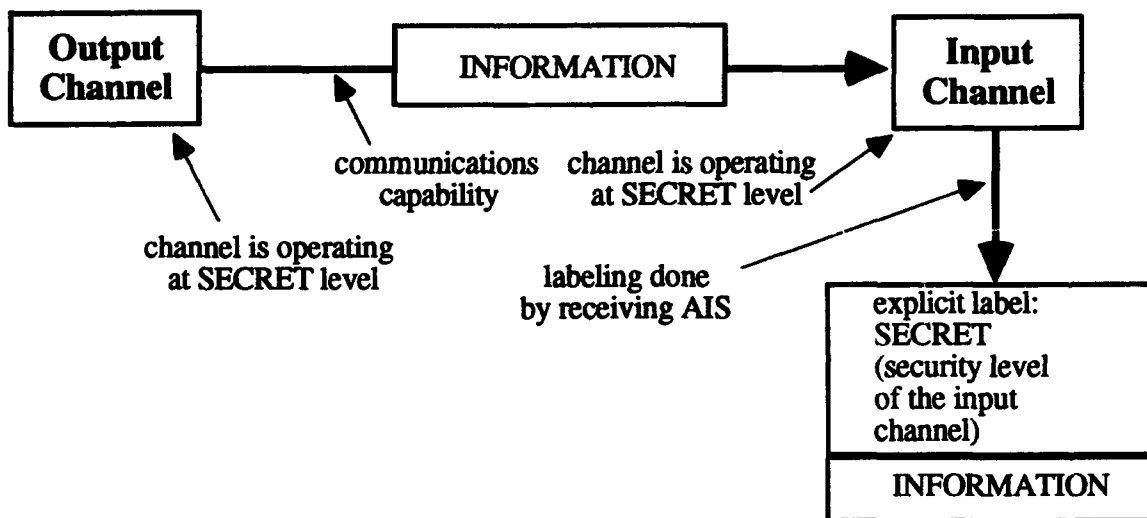 Output
Channel
INFORMATION
Input
Channel
communications
capability
channel is operating
at SECRET level
channel is operating
at SECRET level
labeling done
by receiving AIS
explicit label:
SECRET
(security level
of the input
channel)
INFORMATION